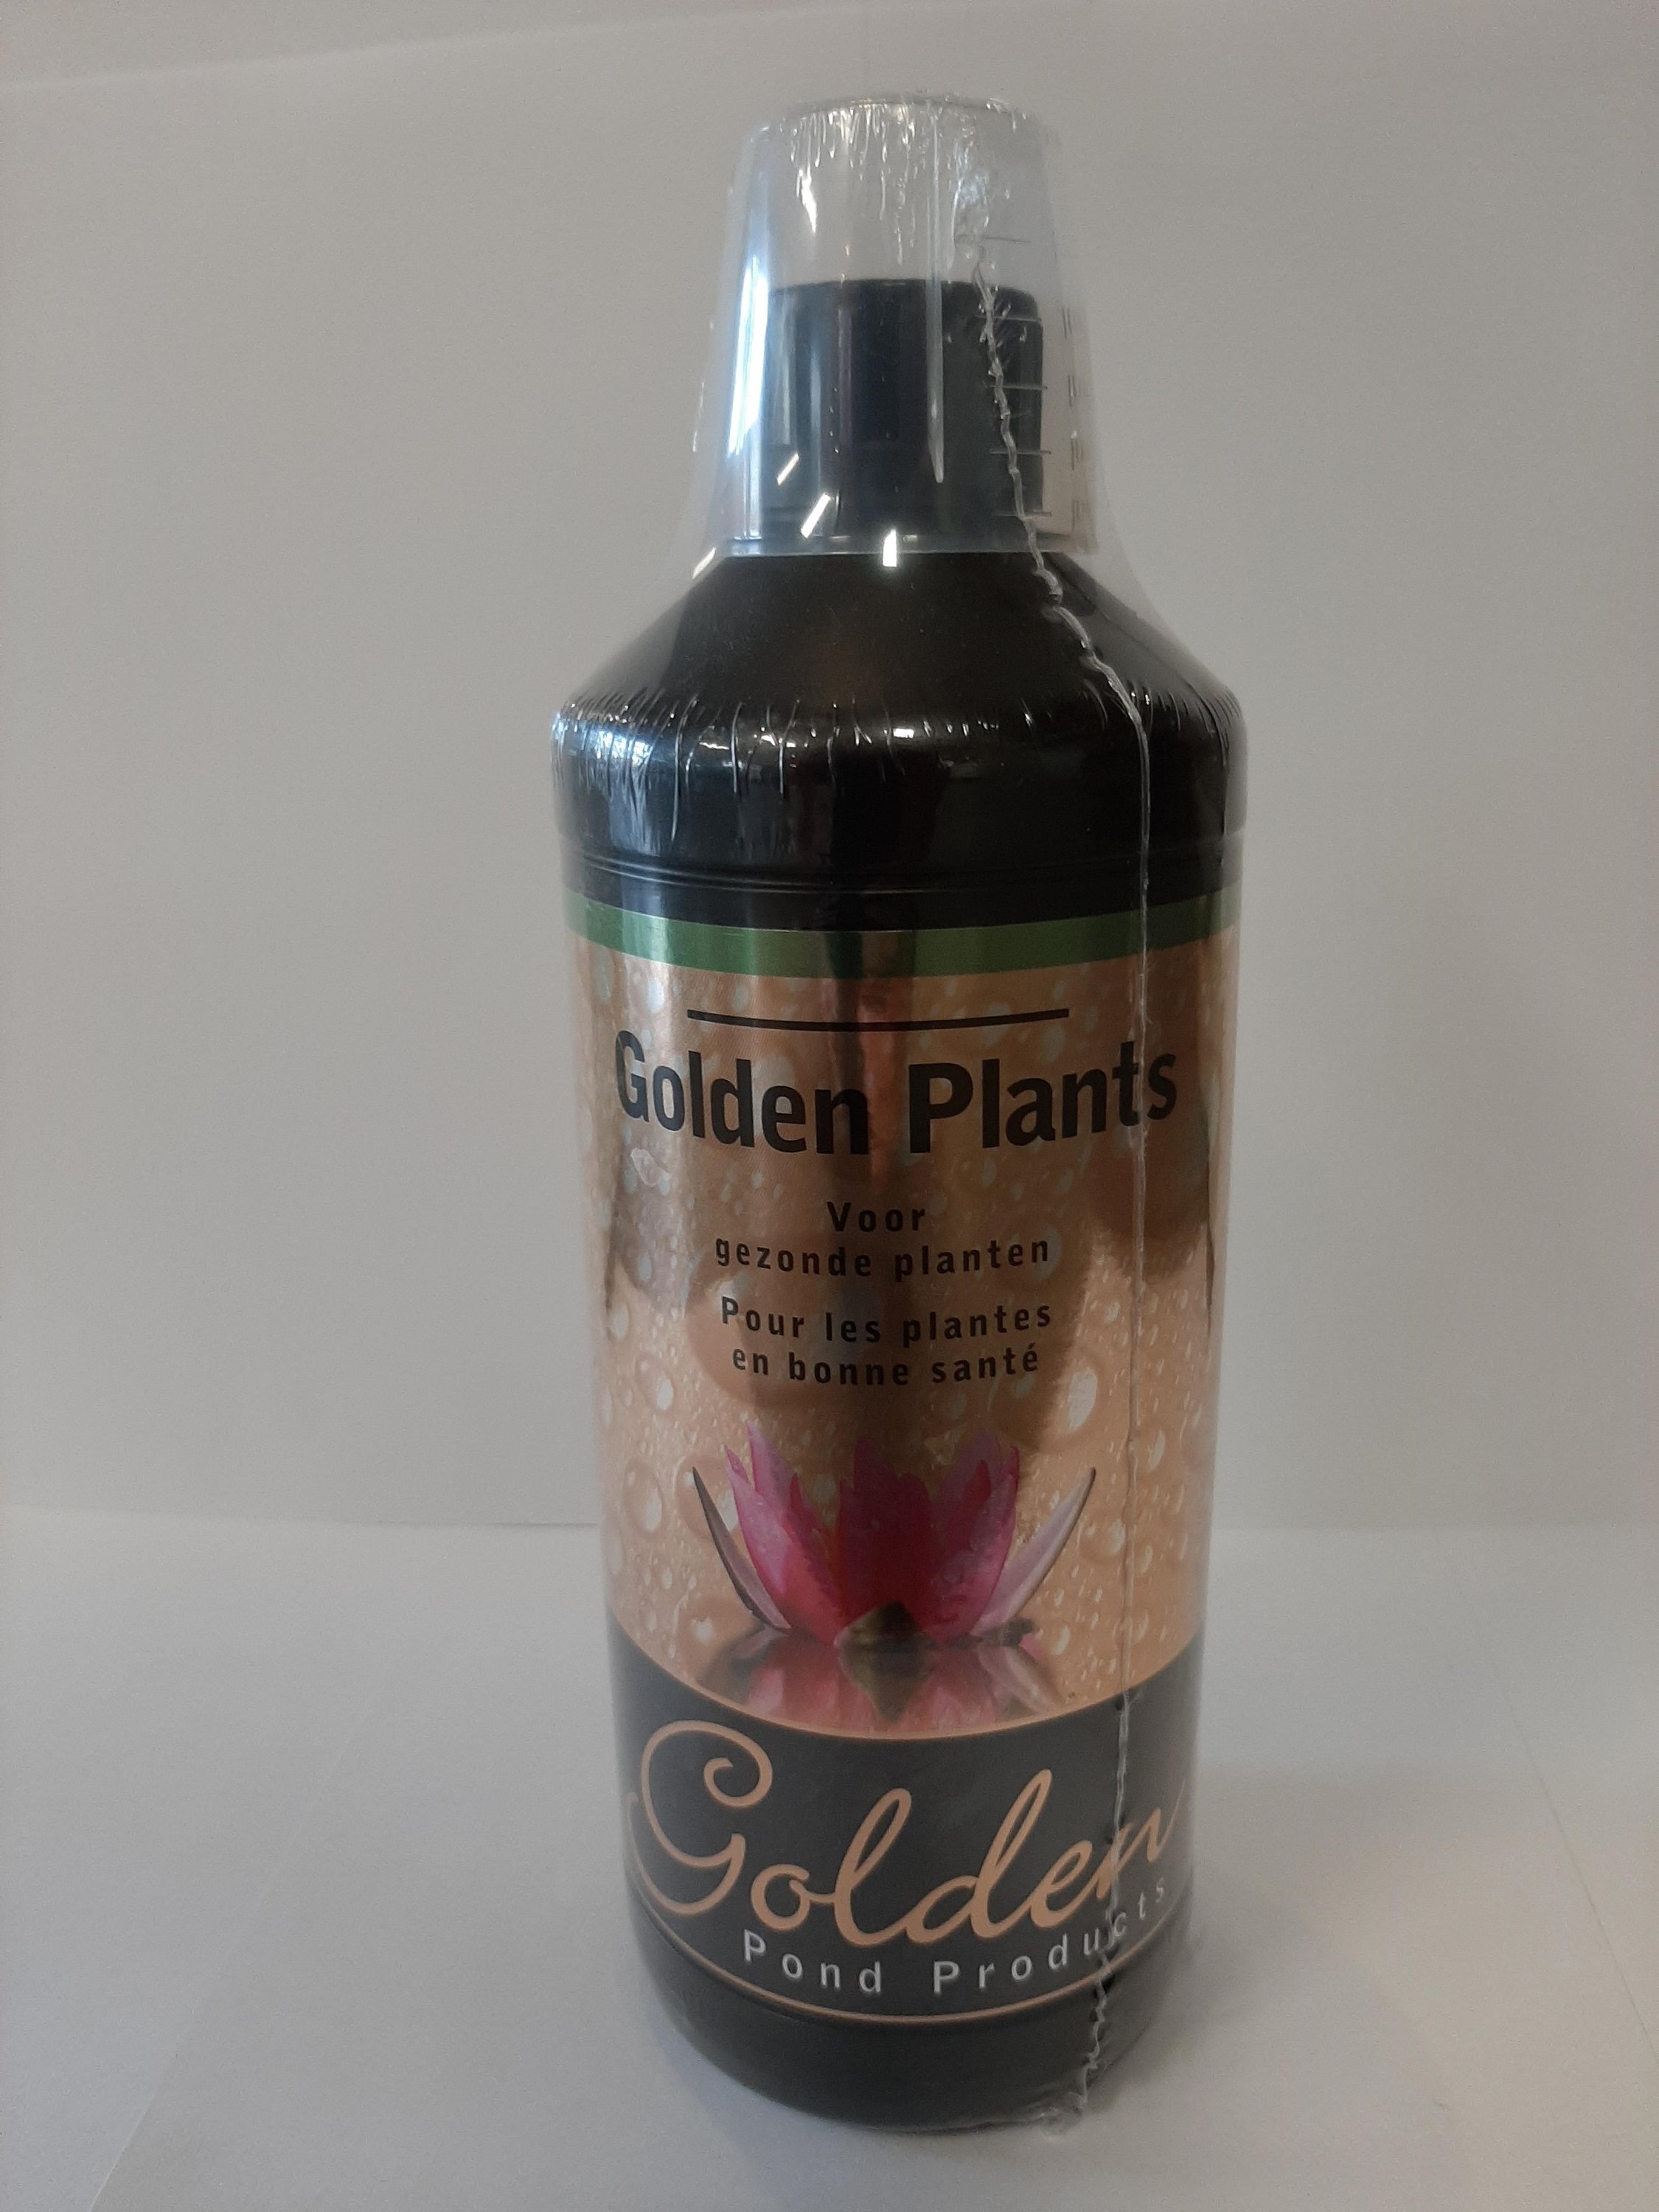 Golden Plants
Voor
gezonde planten
Pour les plantes
en bonne santé
Golden
Pond Products